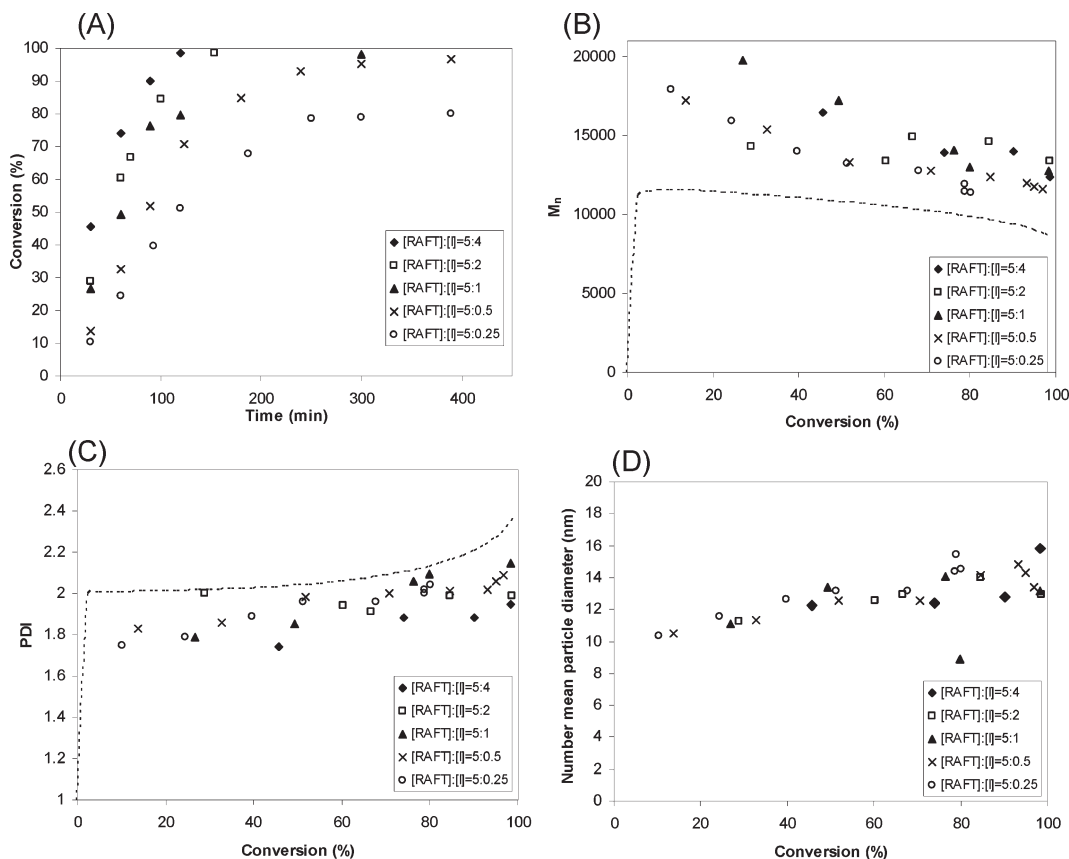 (A)
100
90
80
70
60
50
40
30
20
10
0
Conversion (%)
0 100 200 300 400
Time (min)
[RAFT]:[I]=5:4
[RAFT]:[I]=5:2
[RAFT]:[I]=5:1
[RAFT]:[I]=5:0.5
[RAFT]:[I]=5:0.25
(B)
20000
15000
10000
5000
0
Mn
0 20 40 60 80 100
Conversion (%)
[RAFT]:[I]=5:4
[RAFT]:[I]=5:2
[RAFT]:[I]=5:1
[RAFT]:[I]=5:0.5
[RAFT]:[I]=5:0.25
(C)
2.6
2.4
2.2
2
1.8
1.6
1.4
1.2
1
PDI
0 20 40 60 80 100
Conversion (%)
[RAFT]:[I]=5:4
[RAFT]:[I]=5:2
[RAFT]:[I]=5:1
[RAFT]:[I]=5:0.5
[RAFT]:[I]=5:0.25
(D)
20
18
16
14
12
10
8
6
4
2
0
Number mean particle diameter (nm)
0 20 40 60 80 100
Conversion (%)
[RAFT]:[I]=5:4
[RAFT]:[I]=5:2
[RAFT]:[I]=5:1
[RAFT]:[I]=5:0.5
[RAFT]:[I]=5:0.25